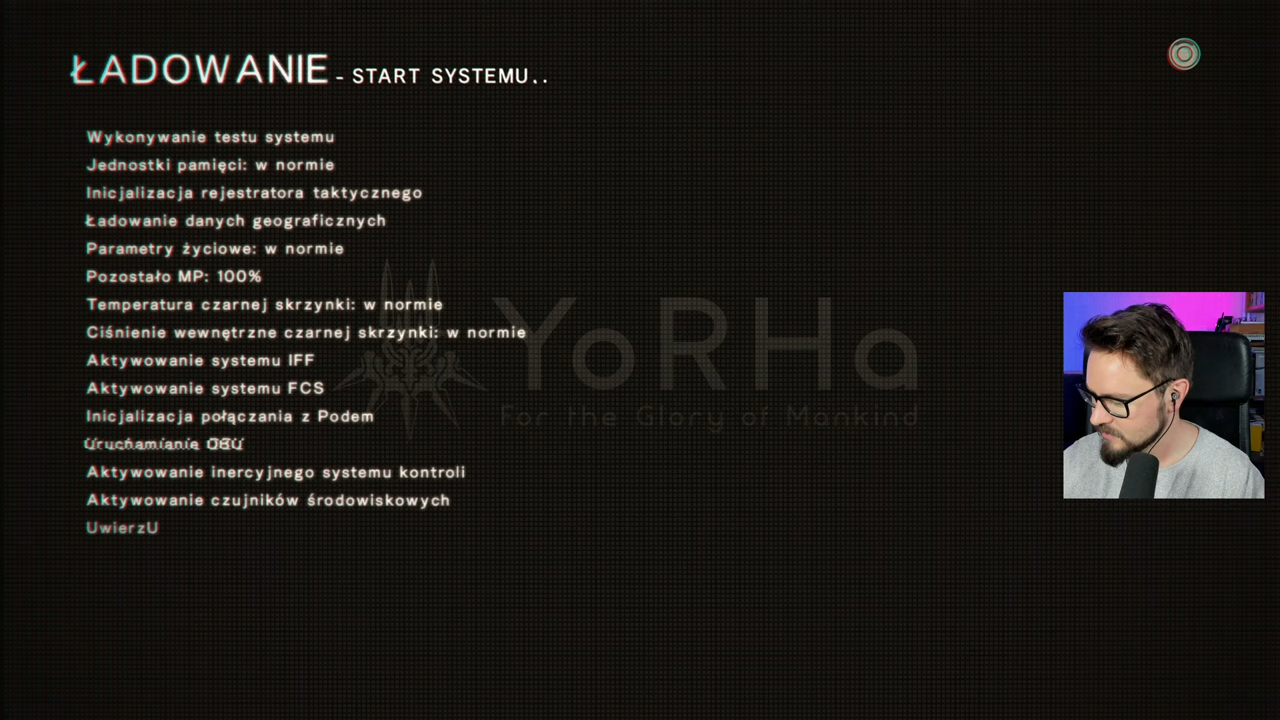 ŁADOWANIE - START SYSTEMU..
Wykonywanie testu systemu
Jednostki pamięci: w normie
Inicjalizacja rejestratora taktycznego
Ładowanie danych geograficznych
Parametry życiowe: w normie
Pozostało MP: 100%
Temperatura czarnej skrzynki: w normie
Ciśnienie wewnętrzne czarnej skrzynki: w normie
Aktywowanie systemu IFF
Aktywowanie systemu FCS
Inicjalizacja połączania z Podem
Uruchamianie
Aktywowanie inercyjnego systemu kontroli
Aktywowanie czujników środowiskowych
UwierzU
YoRHa
For the Glory of Mankind